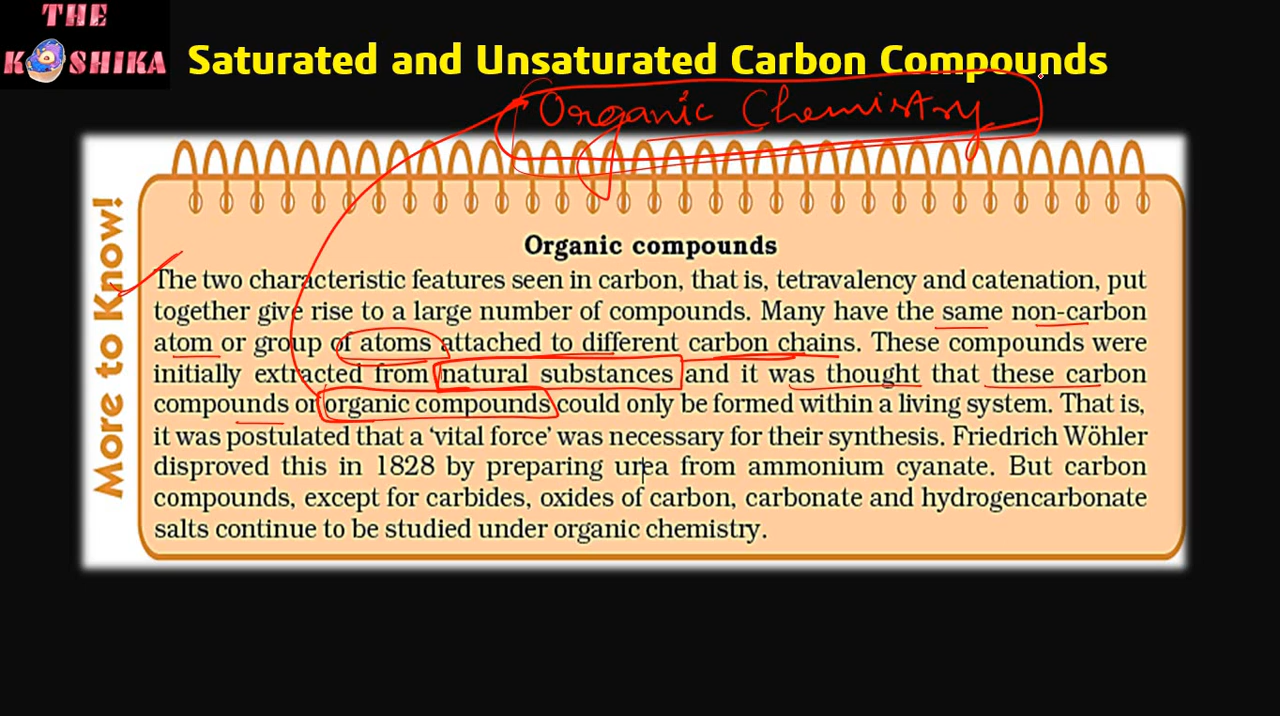 THE
KOSHIKA
Saturated and Unsaturated Carbon Compounds
Organic Chemistry
More to Know!
Organic compounds
The two characteristic features seen in carbon, that is, tetravalency and catenation, put
together give rise to a large number of compounds. Many have the same non-carbon
atom or group of atoms attached to different carbon chains. These compounds were
initially extracted from natural substances and it was thought that these carbon
compounds or organic compounds could only be formed within a living system. That is,
it was postulated that a ‘vital force’ was necessary for their synthesis. Friedrich Wöhler
disproved this in 1828 by preparing urea from ammonium cyanate. But carbon
compounds, except for carbides, oxides of carbon, carbonate and hydrogencarbonate
salts continue to be studied under organic chemistry.